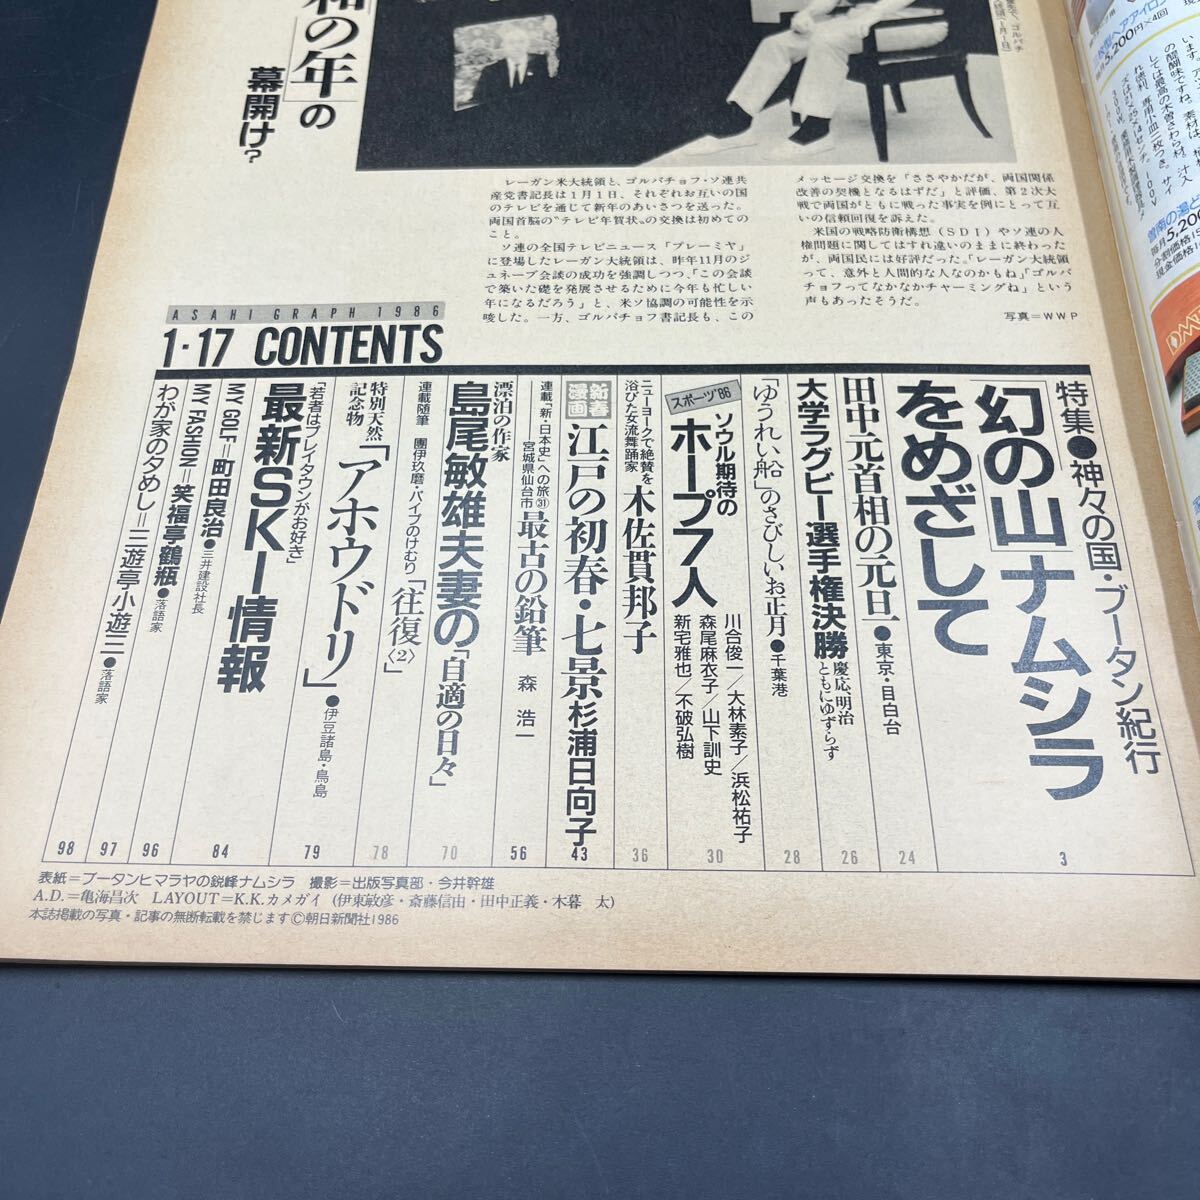 和の年」の
幕開け?
レーガン米大統領と、ゴルバチョフ・ソ連共
産党書記長は1月1日、それぞれお互いの国
のテレビを通じて新年のあいさつを送った。
両国首脳の“テレビ年賀状”の交換は初めての
こと。
ソ連の全国テレビニュース「ブレーミヤ」
に登場したレーガン大統領は、昨年11月のジ
ュネーブ会談の成功を強調しつつ、「この会談
で築いた礎を発展させるために今年も忙しい
年になるだろう」と、米ソ協調の可能性を示
唆した。一方、ゴルバチョフ書記長も、この
メッセージ交換を「ささやかだが、両国関係
改善の契機となるはずだ」と評価、第2次大
戦で両国がともに戦った事実を例にとって互
いの信頼回復を訴えた。
米国の戦略防衛構想(SDI)やソ連の人
権問題に関してはすれ違いのままに終わった
が、両国民には好評だった。「レーガン大統領
って、意外と人間的な人なのかもね」「ゴルバ
チョフってなかなかチャーミングね」という
声もあったそうだ。
写真=WWP
ASAHI GRAPH 1986
1・17 CONTENTS
特集●神々の国・ブータン紀行
「幻の山」ナムシラ
をめざして
3
田中元首相の元旦●東京・目白台
24
大学ラグビー選手権決勝 慶応、明治
ともにゆずらず
26
「ゆうれい船」のさびしいお正月●千葉港
28
スポーツ'86
ソウル期待の
ホープ7人
川合俊一/大林素子/浜松祐子
森尾麻衣子/山下訓史
新宅雅也/不破弘樹
30
ニューヨークで絶賛を
浴びた女流舞踊家 木佐貫邦子
36
新春
漫画 江戸の初春・七景 杉浦日向子
43
連載「新・日本史」への旅㉛
宮城県仙台市 最古の鉛筆 森 浩一
56
漂泊の作家
島尾敏雄夫妻の「自適の日々」
70
連載随筆 團伊玖磨・パイプのけむり「往復〈2〉」
78
特別天然
記念物 「アホウドリ」●伊豆諸島・鳥島
79
「若者はプレイタウンがお好き」
最新SKI情報
84
MY GOLF=町田良治●三井建設社長
MY FASHION=笑福亭鶴瓶●落語家
96
97
わが家の夕めし=三遊亭小遊三●落語家
98
表紙=ブータンヒマラヤの鋭峰ナムシラ 撮影=出版写真部・今井幹雄
A.D.=亀海昌次 LAYOUT=K.K.カメガイ(伊東敏彦・斎藤信由・田中正義・木暮 太)
本誌掲載の写真・記事の無断転載を禁じます©朝日新聞社1986